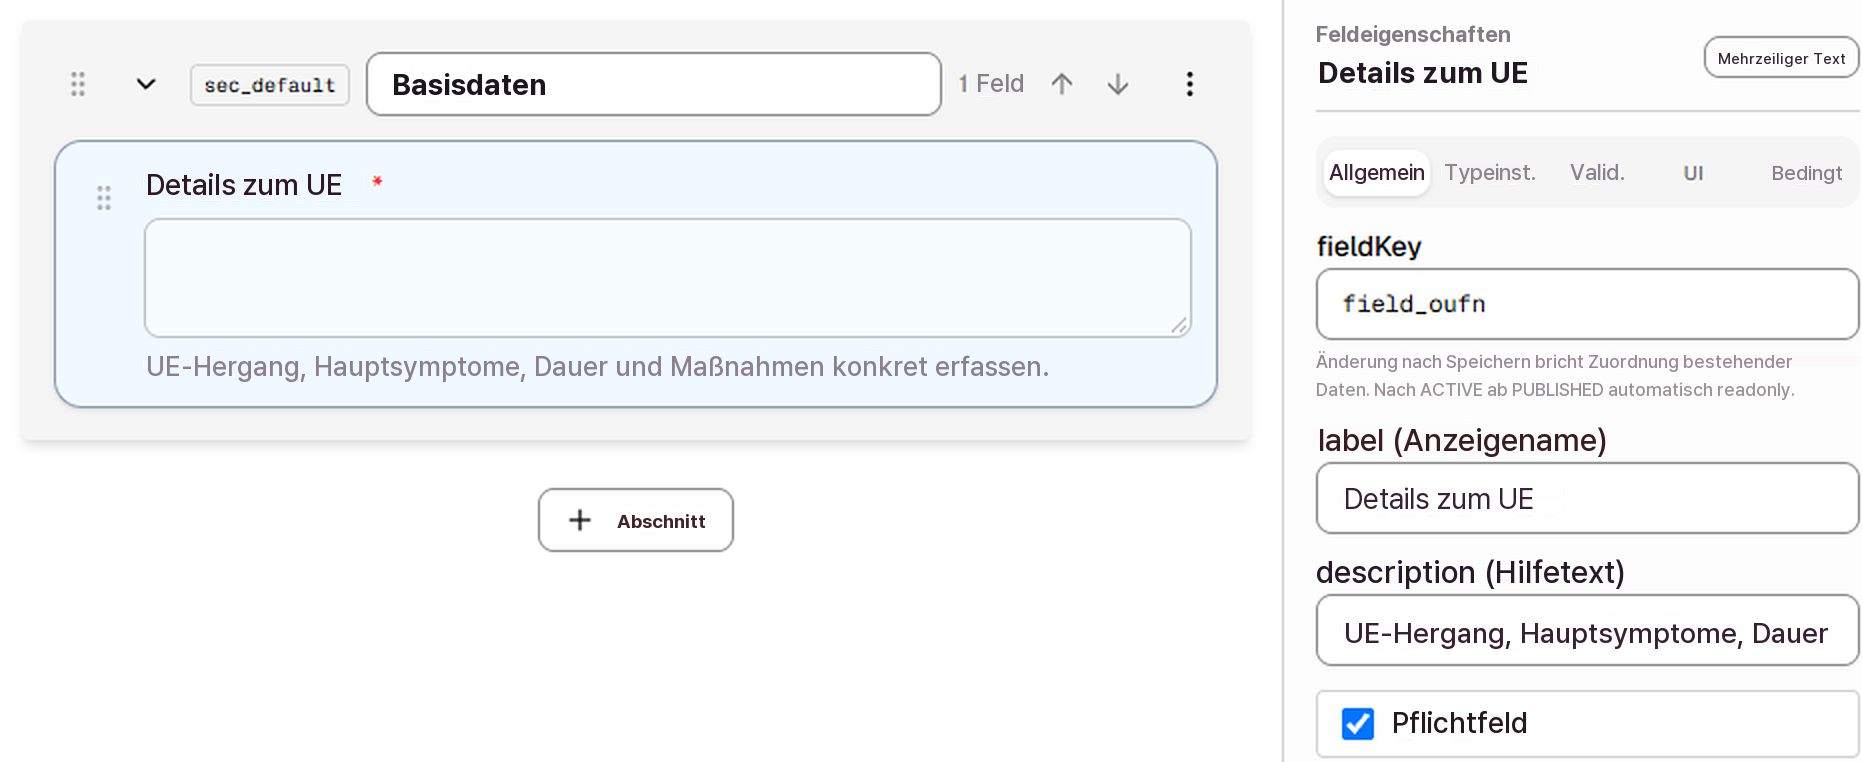 sec_default
Basisdaten
1 Feld
Details zum UE *
UE-Hergang, Hauptsymptome, Dauer und Maßnahmen konkret erfassen.
+ Abschnitt
Feldeigenschaften
Details zum UE
Mehrzeiliger Text
Allgemein Typeinst. Valid. UI Bedingt
fieldKey
field_oufn
Änderung nach Speichern bricht Zuordnung bestehender
Daten. Nach ACTIVE ab PUBLISHED automatisch readonly.
label (Anzeigename)
Details zum UE
description (Hilfetext)
UE-Hergang, Hauptsymptome, Dauer
Pflichtfeld